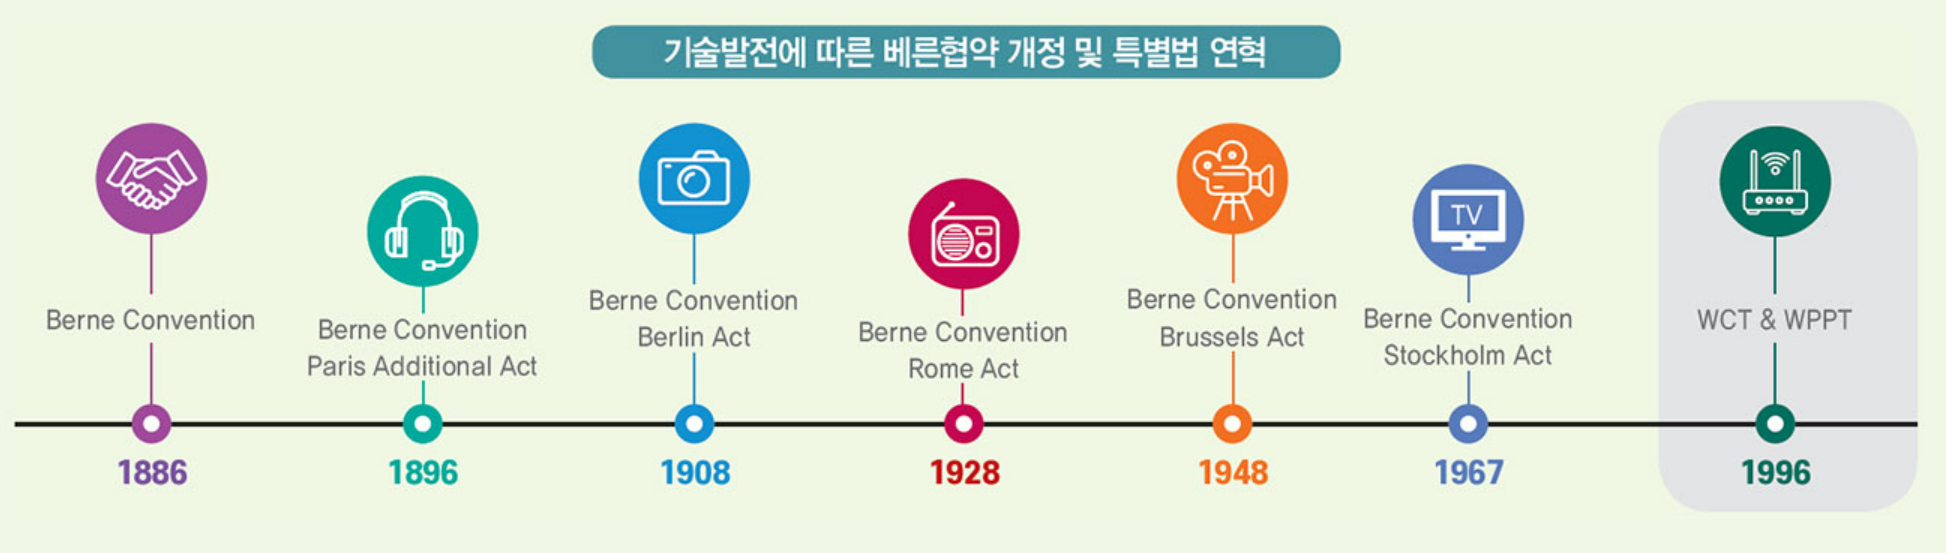 기술발전에 따른 베른협약 개정 및 특별법 연혁
Berne Convention
1886
Berne Convention
Paris Additional Act
1896
Berne Convention
Berlin Act
1908
Berne Convention
Rome Act
1928
Berne Convention
Brussels Act
1948
TV
Berne Convention
Stockholm Act
1967
WCT & WPPT
1996